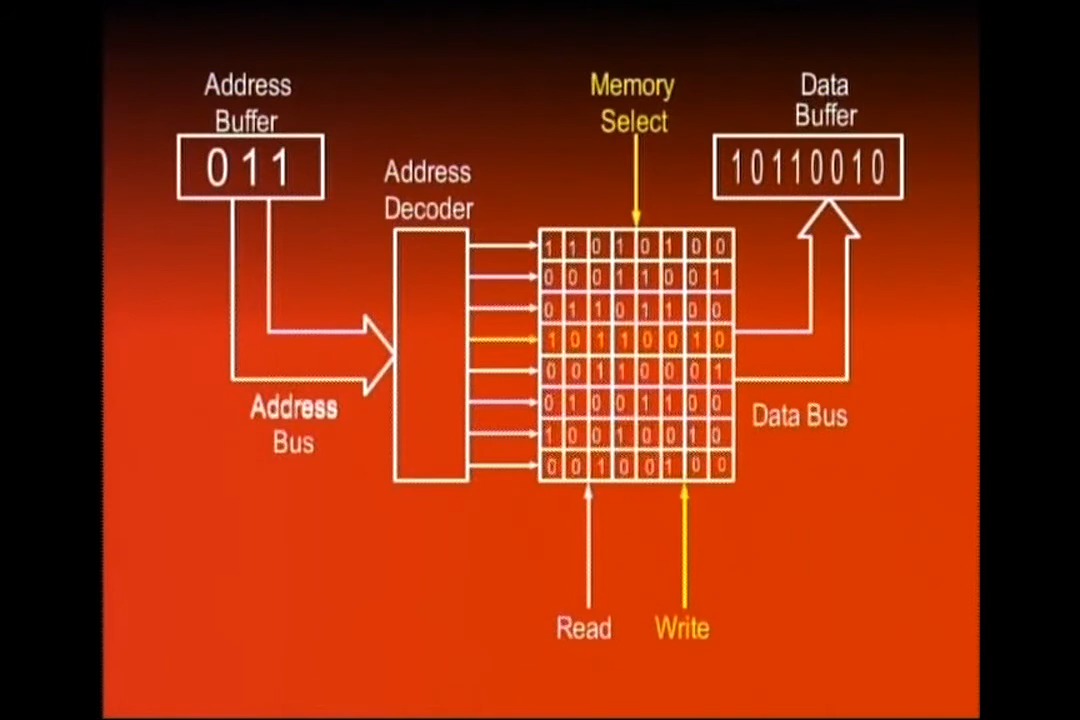 Address
Buffer
011
Address
Decoder
Memory
Select
Data
Buffer
10110010
1 1 0 1 0 1 0 0
0 0 0 1 1 0 0 1
0 1 1 0 1 1 0 0
1 0 1 1 0 0 1 0
0 0 1 1 0 0 0 1
0 1 0 0 1 1 0 0
1 0 0 1 0 0 1 0
0 0 1 0 0 1 0 0
Address
Bus
Data Bus
Read
Write